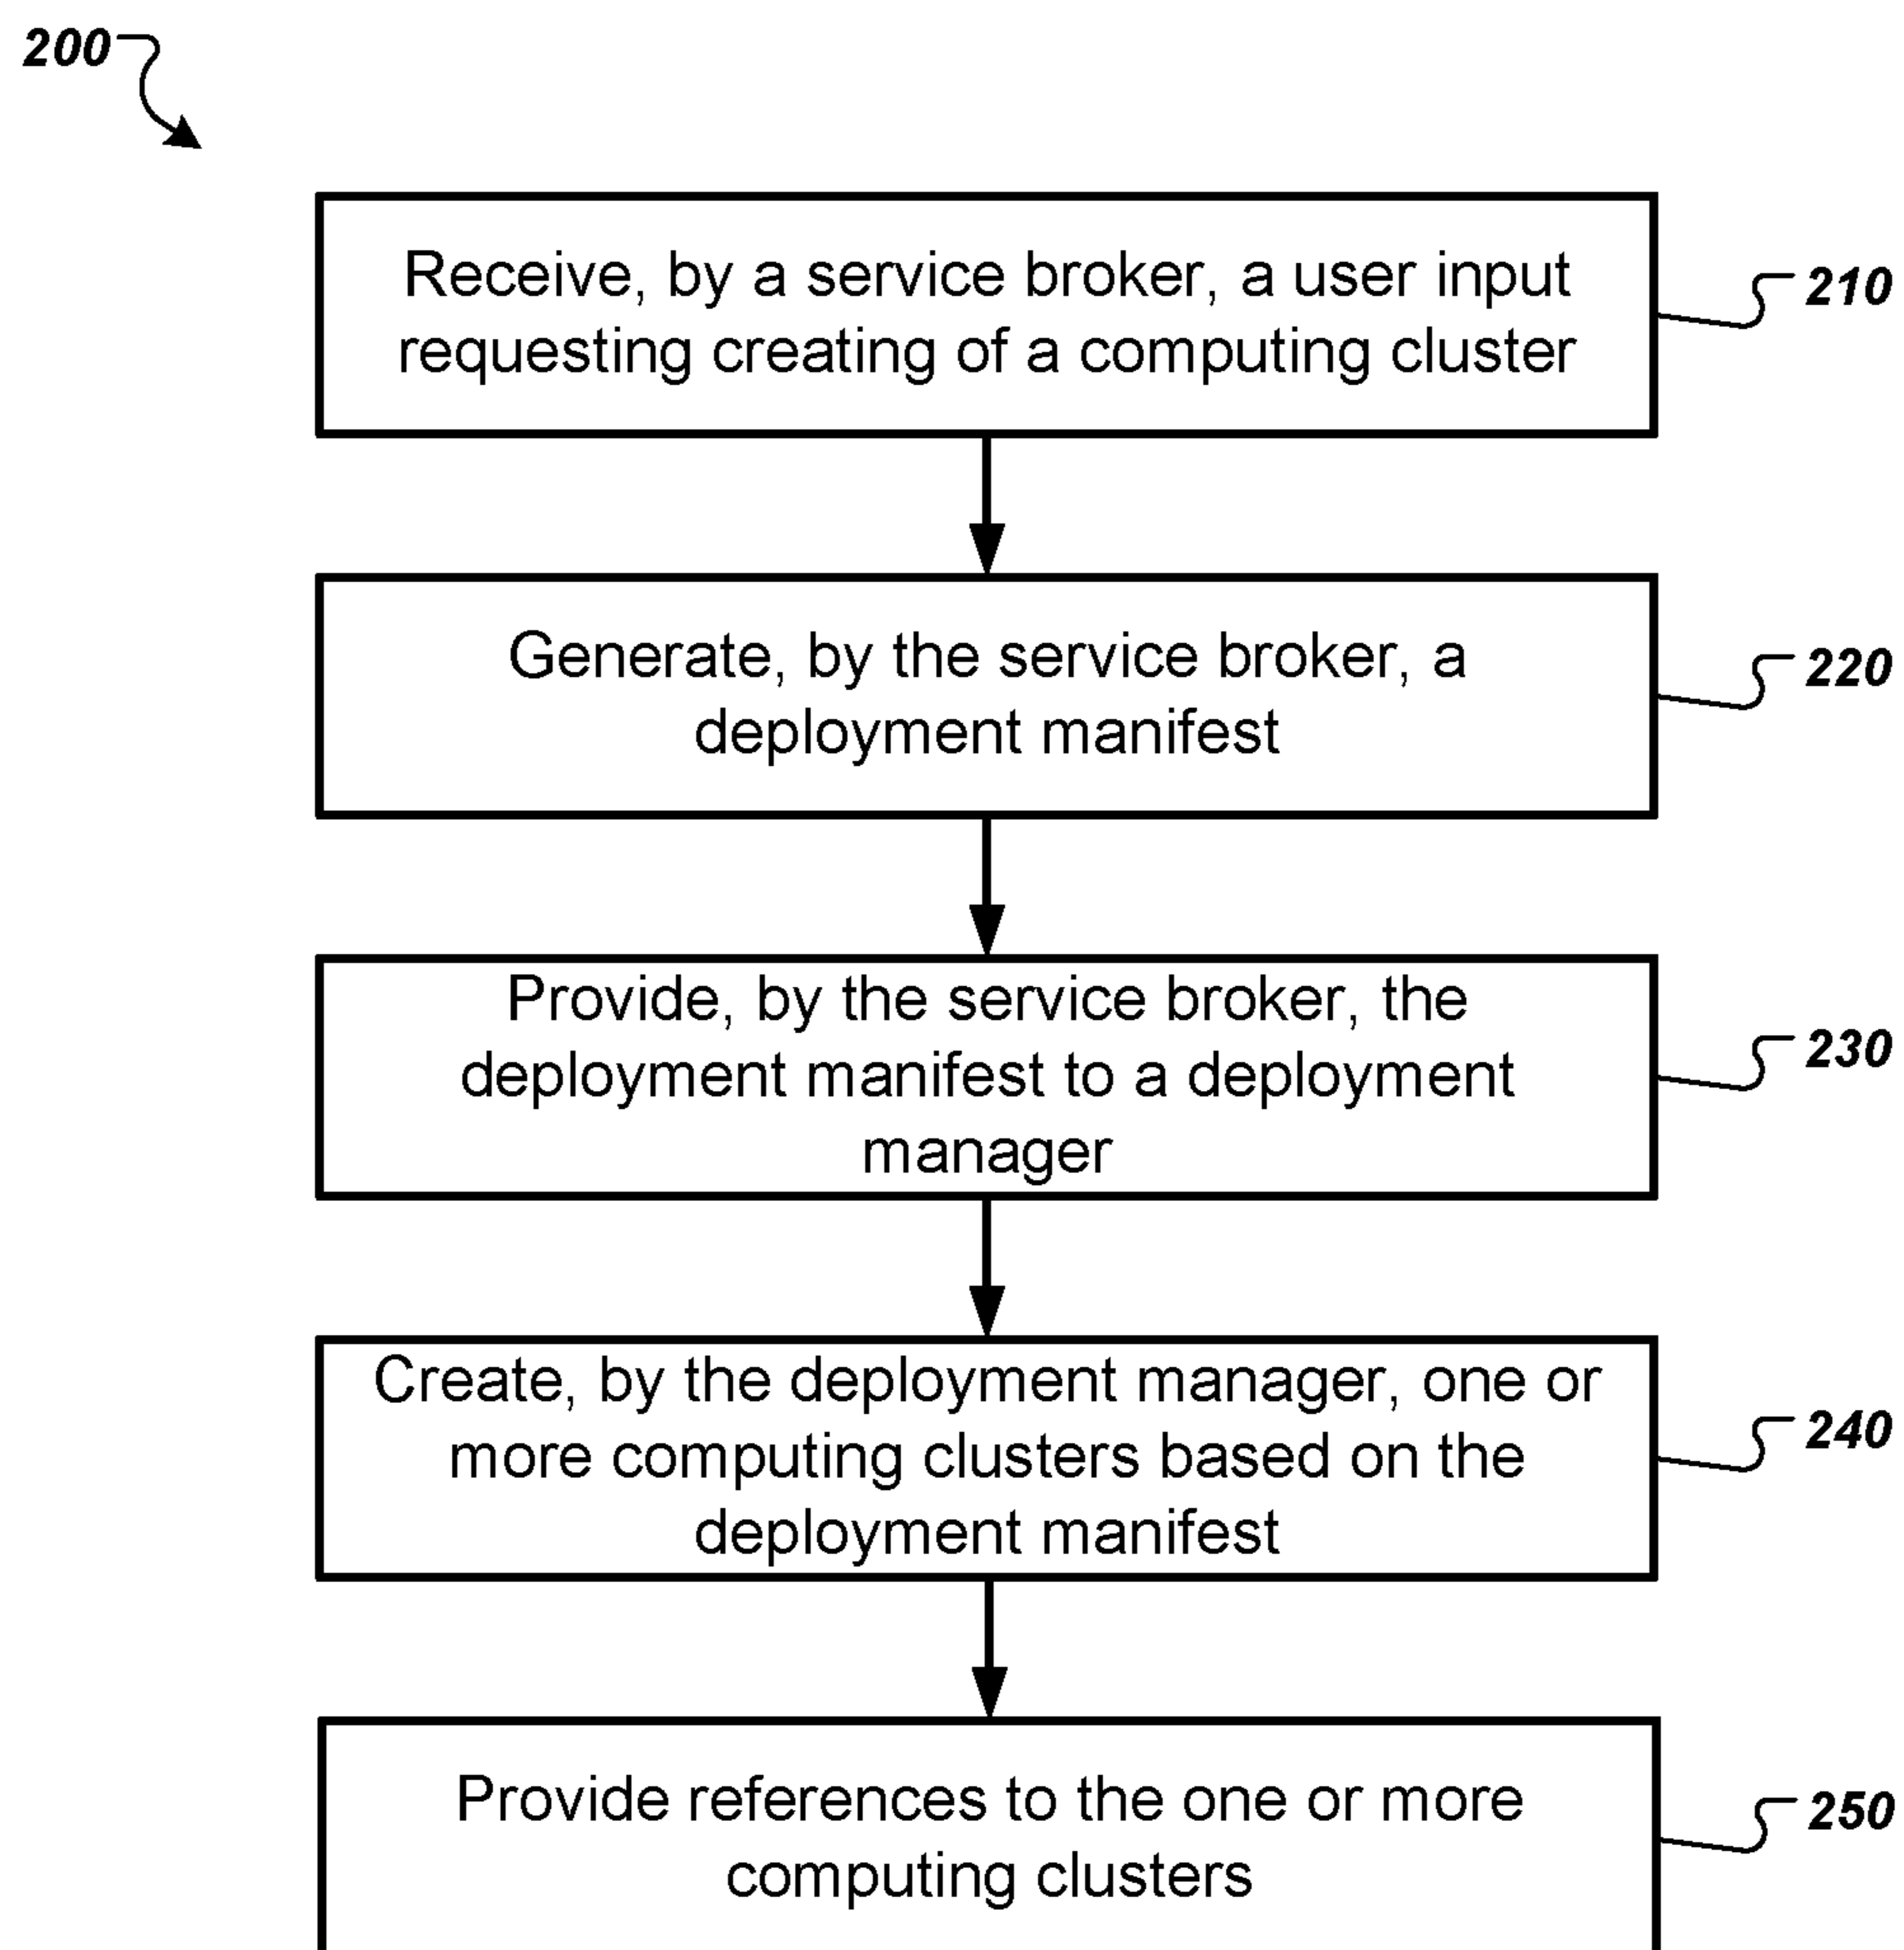 200
Receive, by a service broker, a user input
requesting creating of a computing cluster
210
Generate, by the service broker, a
deployment manifest
220
Provide, by the service broker, the
deployment manifest to a deployment
manager
230
Create, by the deployment manager, one or
more computing clusters based on the
deployment manifest
240
Provide references to the one or more
computing clusters
250